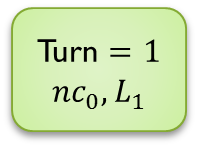 Turn = 1
nc₀, L₁